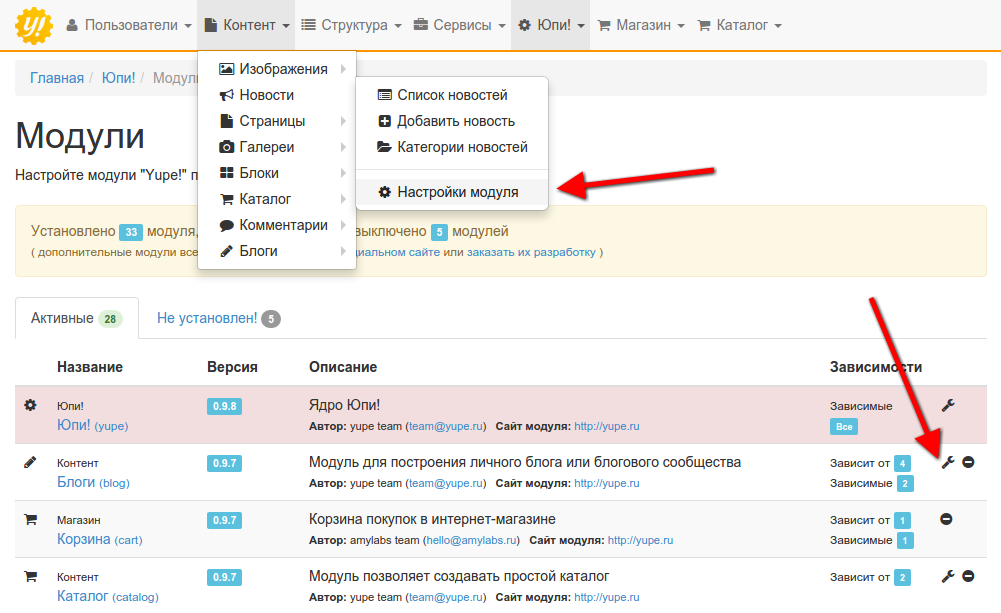 Пользователи Контент Структура Сервисы Юпи! Магазин Каталог
Главная / Юпи! / Модул
Изображения
Новости
Страницы
Галереи
Блоки
Каталог
Комментарии
Блоги
Список новостей
Добавить новость
Категории новостей
Настройки модуля
Модули
Настройте модули "Yupe!" п
Установлено 33 модуля, выключено 5 модулей
( дополнительные модули все циальном сайте или заказать их разработку )
Активные 28 Не установлен! 5
Название Версия Описание Зависимости
Юпи! 0.9.8 Ядро Юпи! Зависимые
Юпи! (yupe) Автор: yupe team (team@yupe.ru) Сайт модуля: http://yupe.ru Все
Контент 0.9.7 Модуль для построения личного блога или блогового сообщества Зависит от 4
Блоги (blog) Автор: yupe team (team@yupe.ru) Сайт модуля: http://yupe.ru Зависимые 2
Магазин 0.9.7 Корзина покупок в интернет-магазине Зависит от 1
Корзина (cart) Автор: amylabs team (hello@amylabs.ru) Сайт модуля: http://yupe.ru Зависимые 1
Контент 0.9.7 Модуль позволяет создавать простой каталог Зависит от 2
Каталог (catalog) Автор: yupe team (team@yupe.ru) Сайт модуля: http://yupe.ru